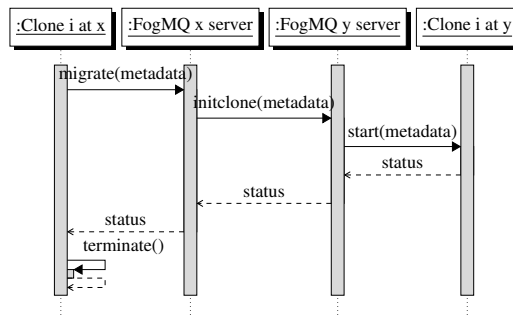 :Clone i at x
:FogMQ x server
:FogMQ y server
:Clone i at y
migrate(metadata)
initclone(metadata)
start(metadata)
status
status
status
terminate()